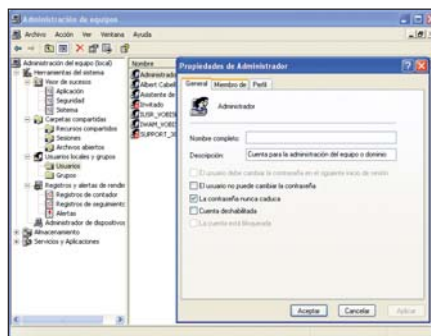 Administración de equipos
Archivo Acción Ver Ventana Ayuda
Administración del equipo (local)
Herramientas del sistema
Visor de sucesos
Aplicación
Seguridad
Sistema
Carpetas compartidas
Recursos compartidos
Sesiones
Archivos abiertos
Usuarios locales y grupos
Usuarios
Grupos
Registros y alertas de rendi
Registros de contador
Registros de seguimiento
Alertas
Administrador de dispositivos
Almacenamiento
Servicios y Aplicaciones
Nombre
Administrado
Albert Cabell
Asistente de
Invitado
SUPPORT_38
Propiedades de Administrador
General Miembro de Perfil
Administrador
Nombre completo:
Descripción: Cuenta para la administración del equipo o dominio
El usuario debe cambiar la contraseña en el siguiente inicio de sesión
El usuario no puede cambiar la contraseña
La contraseña nunca caduca
Cuenta deshabilitada
La cuenta está bloqueada
Aceptar Cancelar Aplicar